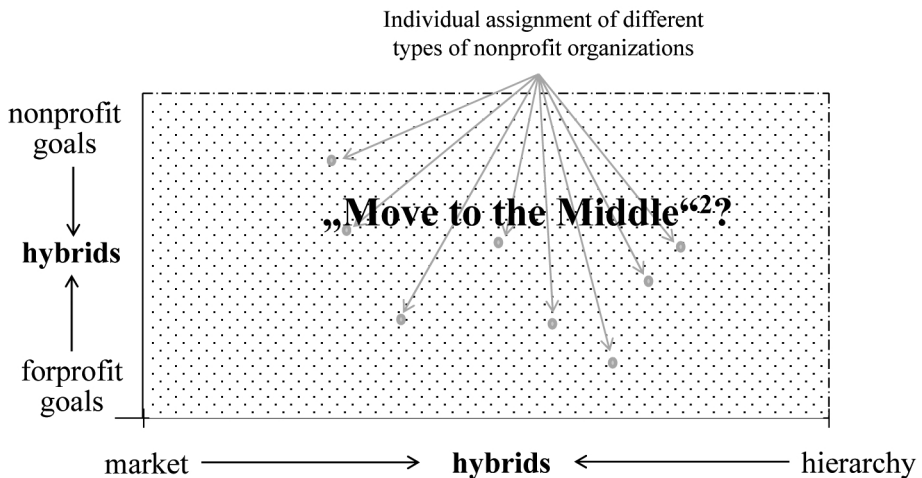 Individual assignment of different
types of nonprofit organizations
nonprofit
goals
„Move to the Middle“²?
hybrids
forprofit
goals
market
hybrids
hierarchy